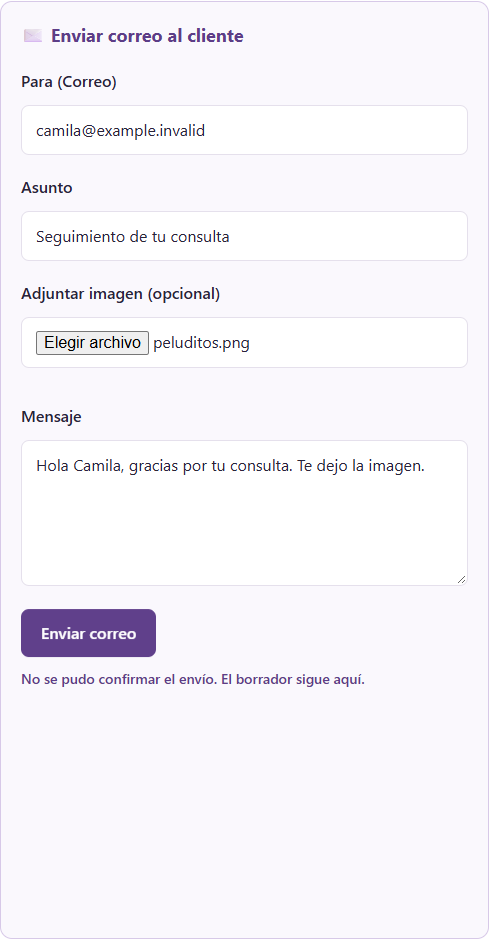 Enviar correo al cliente
Para (Correo)
camila@example.invalid
Asunto
Seguimiento de tu consulta
Adjuntar imagen (opcional)
Elegir archivo peluditos.png
Mensaje
Hola Camila, gracias por tu consulta. Te dejo la imagen.
Enviar correo
No se pudo confirmar el envío. El borrador sigue aquí.